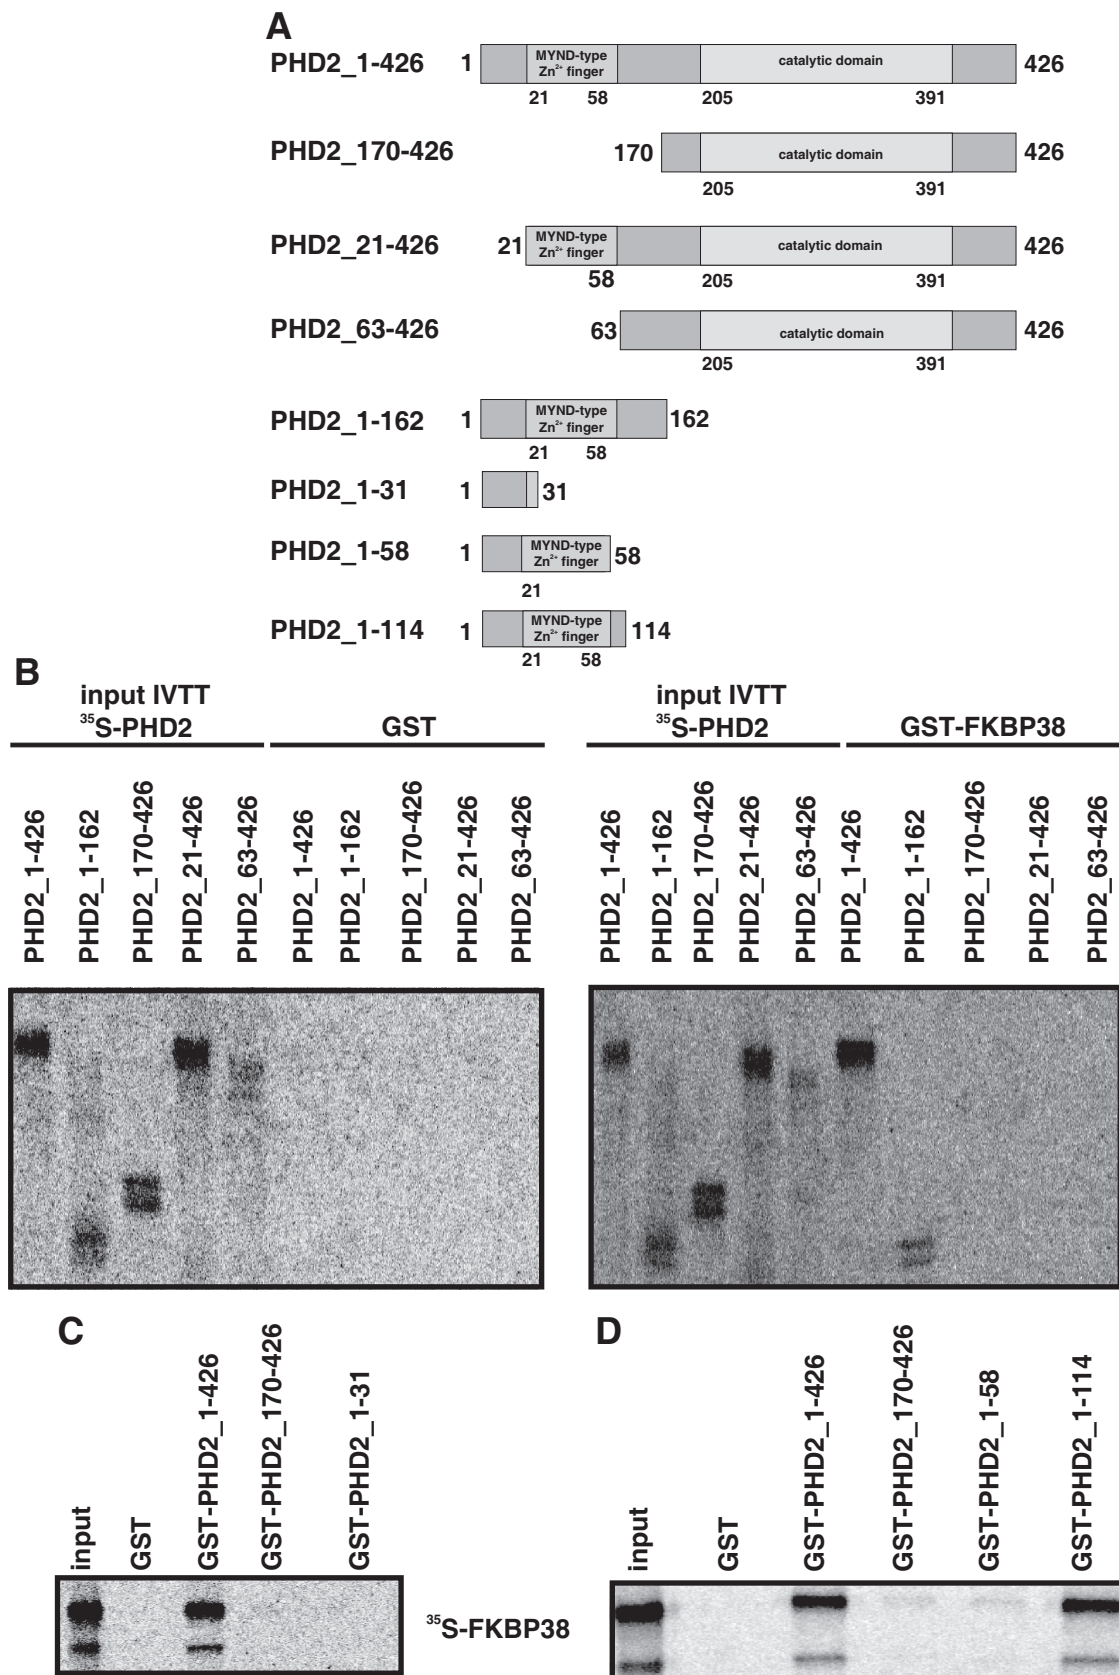 A
PHD2_1-426 1 MYND-type Zn²⁺ finger catalytic domain 426
21 58 205 391
PHD2_170-426 170 catalytic domain 426
205 391
PHD2_21-426 21 MYND-type Zn²⁺ finger catalytic domain 426
58 205 391
PHD2_63-426 63 catalytic domain 426
205 391
PHD2_1-162 1 MYND-type Zn²⁺ finger 162
21 58
PHD2_1-31 1 31
PHD2_1-58 1 MYND-type Zn²⁺ finger 58
21
PHD2_1-114 1 MYND-type Zn²⁺ finger 114
21 58
B
input IVTT
³⁵S-PHD2 GST
PHD2_1-426
PHD2_1-162
PHD2_170-426
PHD2_21-426
PHD2_63-426
PHD2_1-426
PHD2_1-162
PHD2_170-426
PHD2_21-426
PHD2_63-426
input IVTT
³⁵S-PHD2 GST-FKBP38
PHD2_1-426
PHD2_1-162
PHD2_170-426
PHD2_21-426
PHD2_63-426
PHD2_1-426
PHD2_1-162
PHD2_170-426
PHD2_21-426
PHD2_63-426
C
input
GST
GST-PHD2_1-426
GST-PHD2_170-426
GST-PHD2_1-31
³⁵S-FKBP38
D
input
GST
GST-PHD2_1-426
GST-PHD2_170-426
GST-PHD2_1-58
GST-PHD2_1-114